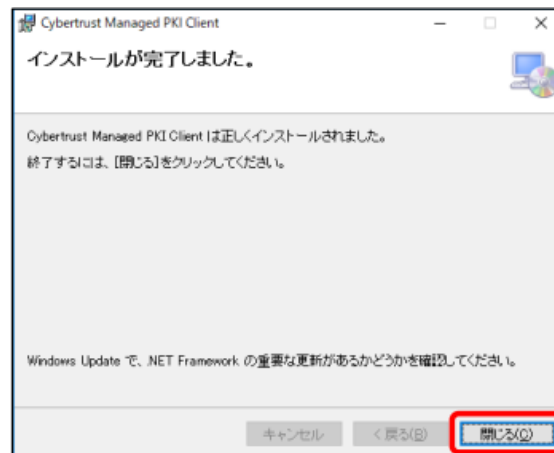 Cybertrust Managed PKI Client
インストールが完了しました。
Cybertrust Managed PKI Client は正しくインストールされました。
終了するには、[閉じる]をクリックしてください。
Windows Update で、.NET Framework の重要な更新があるかどうかを確認してください。
キャンセル
< 戻る(B)
閉じる(C)